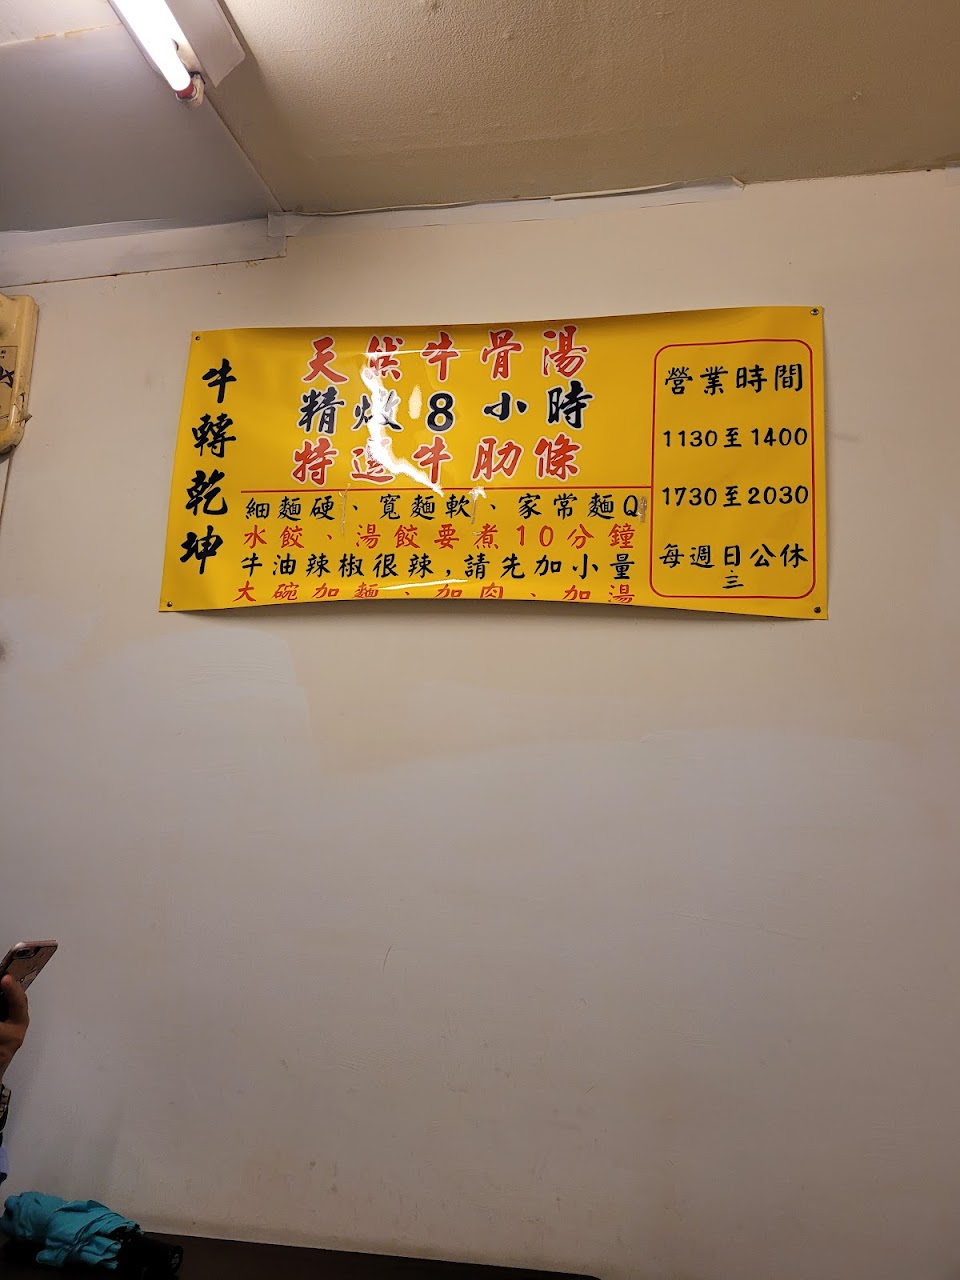 牛轉乾坤
天然牛骨湯
精燉8小時
特選牛肋條
細麵硬、寬麵軟、家常麵Q
水餃、湯餃要煮10分鐘
牛油辣椒很辣,請先加小量
大碗加麵、加肉、加湯
營業時間
1130至1400
1730至2030
每週日公休
三